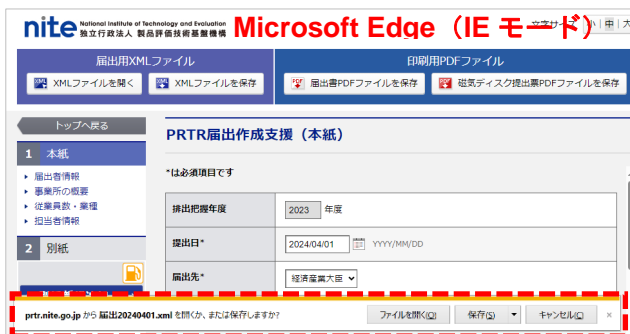 nite National Institute of Technology and Evaluation
独立行政法人 製品評価技術基盤機構
Microsoft Edge（IE モード）
文字サイズ 小 中 大
届出用XMLファイル
印刷用PDFファイル
XMLファイルを開く
XMLファイルを保存
届出書PDFファイルを保存
磁気ディスク提出票PDFファイルを保存
トップへ戻る
1 本紙
届出者情報
事業所の概要
従業員数・業種
担当者情報
2 別紙
PRTR届出作成支援（本紙）
*は必須項目です
排出把握年度 2023 年度
提出日* 2024/04/01 YYYY/MM/DD
届出先* 経済産業大臣
prtr.nite.go.jp から 届出20240401.xml を開くか、または保存しますか?
ファイルを開く(O)
保存(S)
キャンセル(C)
×